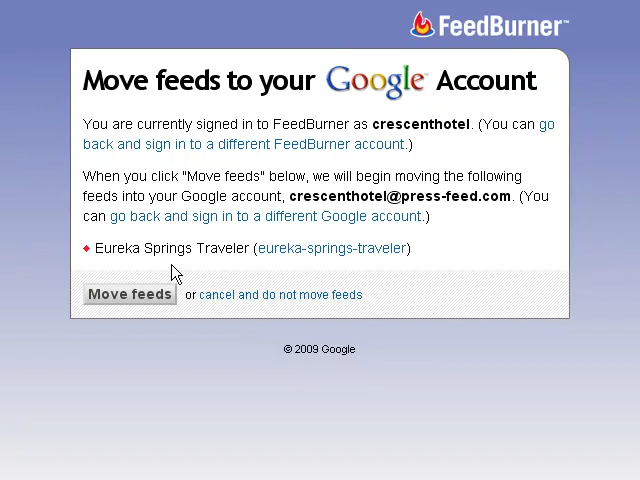 FeedBurner™
Move feeds to your Google™ Account
You are currently signed in to FeedBurner as crescenthotel. (You can go
back and sign in to a different FeedBurner account.)
When you click "Move feeds" below, we will begin moving the following
feeds into your Google account, crescenthotel@press-feed.com. (You
can go back and sign in to a different Google account.)
Eureka Springs Traveler (eureka-springs-traveler)
Move feeds or cancel and do not move feeds
© 2009 Google